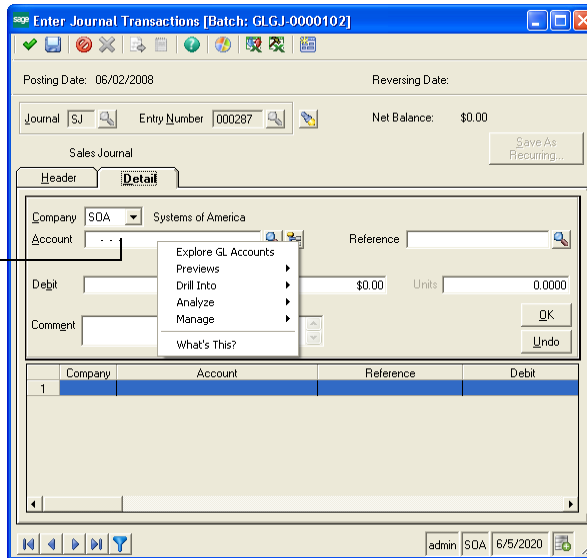 sage Enter Journal Transactions [Batch: GLGJ-0000102]
Posting Date: 06/02/2008 Reversing Date:
Journal SJ Entry Number 000287 Net Balance: $0.00
Save As
Recurring...
Sales Journal
Header Detail
Company SOA Systems of America
Account - - - Reference
Explore GL Accounts
Previews
Drill Into
Analyze
Manage
What's This?
Debit $0.00 Units 0.0000
Comment OK
Undo
Company Account Reference Debit
1
admin SOA 6/5/2020